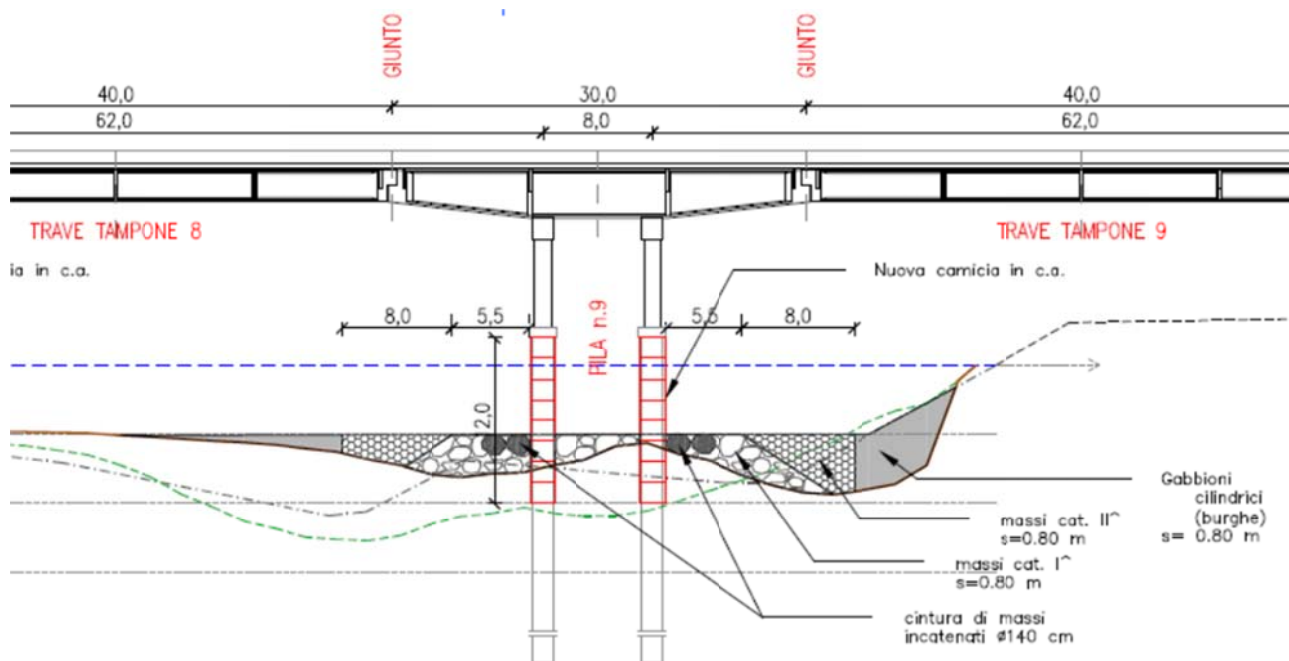 GIUNTO
GIUNTO
40,0
30,0
40,0
62,0
8,0
62,0
TRAVE TAMPONE 8
TRAVE TAMPONE 9
ia in c.a.
Nuova camicia in c.a.
8,0
5,5
PILA n.9
5,5
8,0
2,0
Gabbioni
cilindrici
(burghe)
s= 0.80 m
massi cat. II^
s=0.80 m
massi cat. I^
s=0.80 m
cintura di massi
incatenati ø140 cm